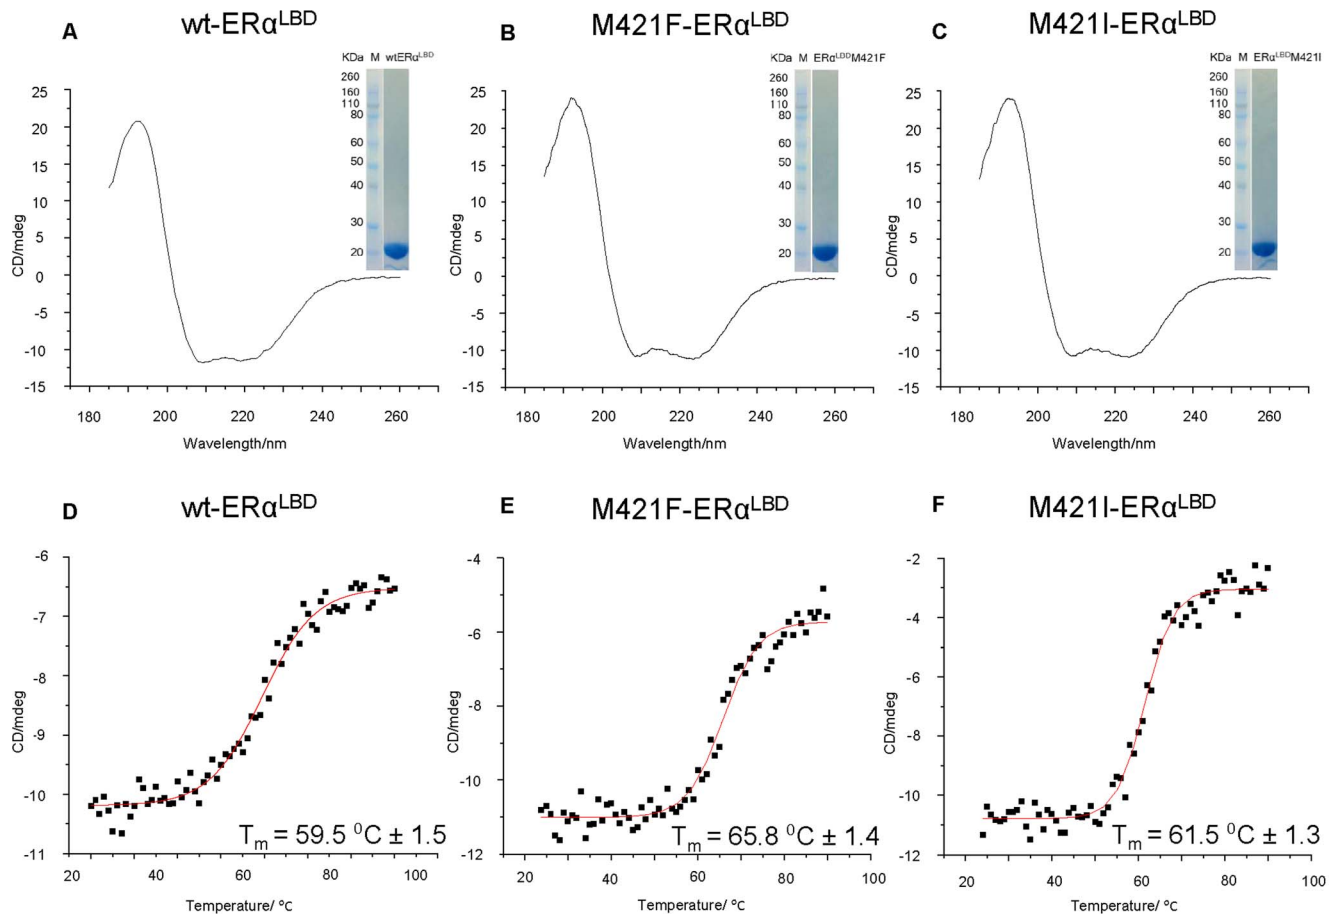 A wt-ERαLBD
KDa M wtERαLBD
260
160
110
80
60
50
40
30
20
25
20
15
10
5
0
-5
-10
-15
CD/mdeg
180 200 220 240 260
Wavelength/nm
B M421F-ERαLBD
KDa M ERαLBDM421F
260
160
110
80
60
50
40
30
20
25
20
15
10
5
0
-5
-10
-15
CD/mdeg
180 200 220 240 260
Wavelength/nm
C M421I-ERαLBD
KDa M ERαLBDM421I
260
160
110
80
60
50
40
30
20
25
20
15
10
5
0
-5
-10
-15
CD/mdeg
180 200 220 240 260
Wavelength/nm
D wt-ERαLBD
-6
-7
-8
-9
-10
-11
CD/mdeg
Tm = 59.5 ⁰C ± 1.5
20 40 60 80 100
Temperature/ °C
E M421F-ERαLBD
-4
-6
-8
-10
-12
CD/mdeg
Tm = 65.8 ⁰C ± 1.4
20 40 60 80 100
Temperature/ °C
F M421I-ERαLBD
-2
-4
-6
-8
-10
-12
CD/mdeg
Tm = 61.5 ⁰C ± 1.3
20 40 60 80 100
Temperature/ °C